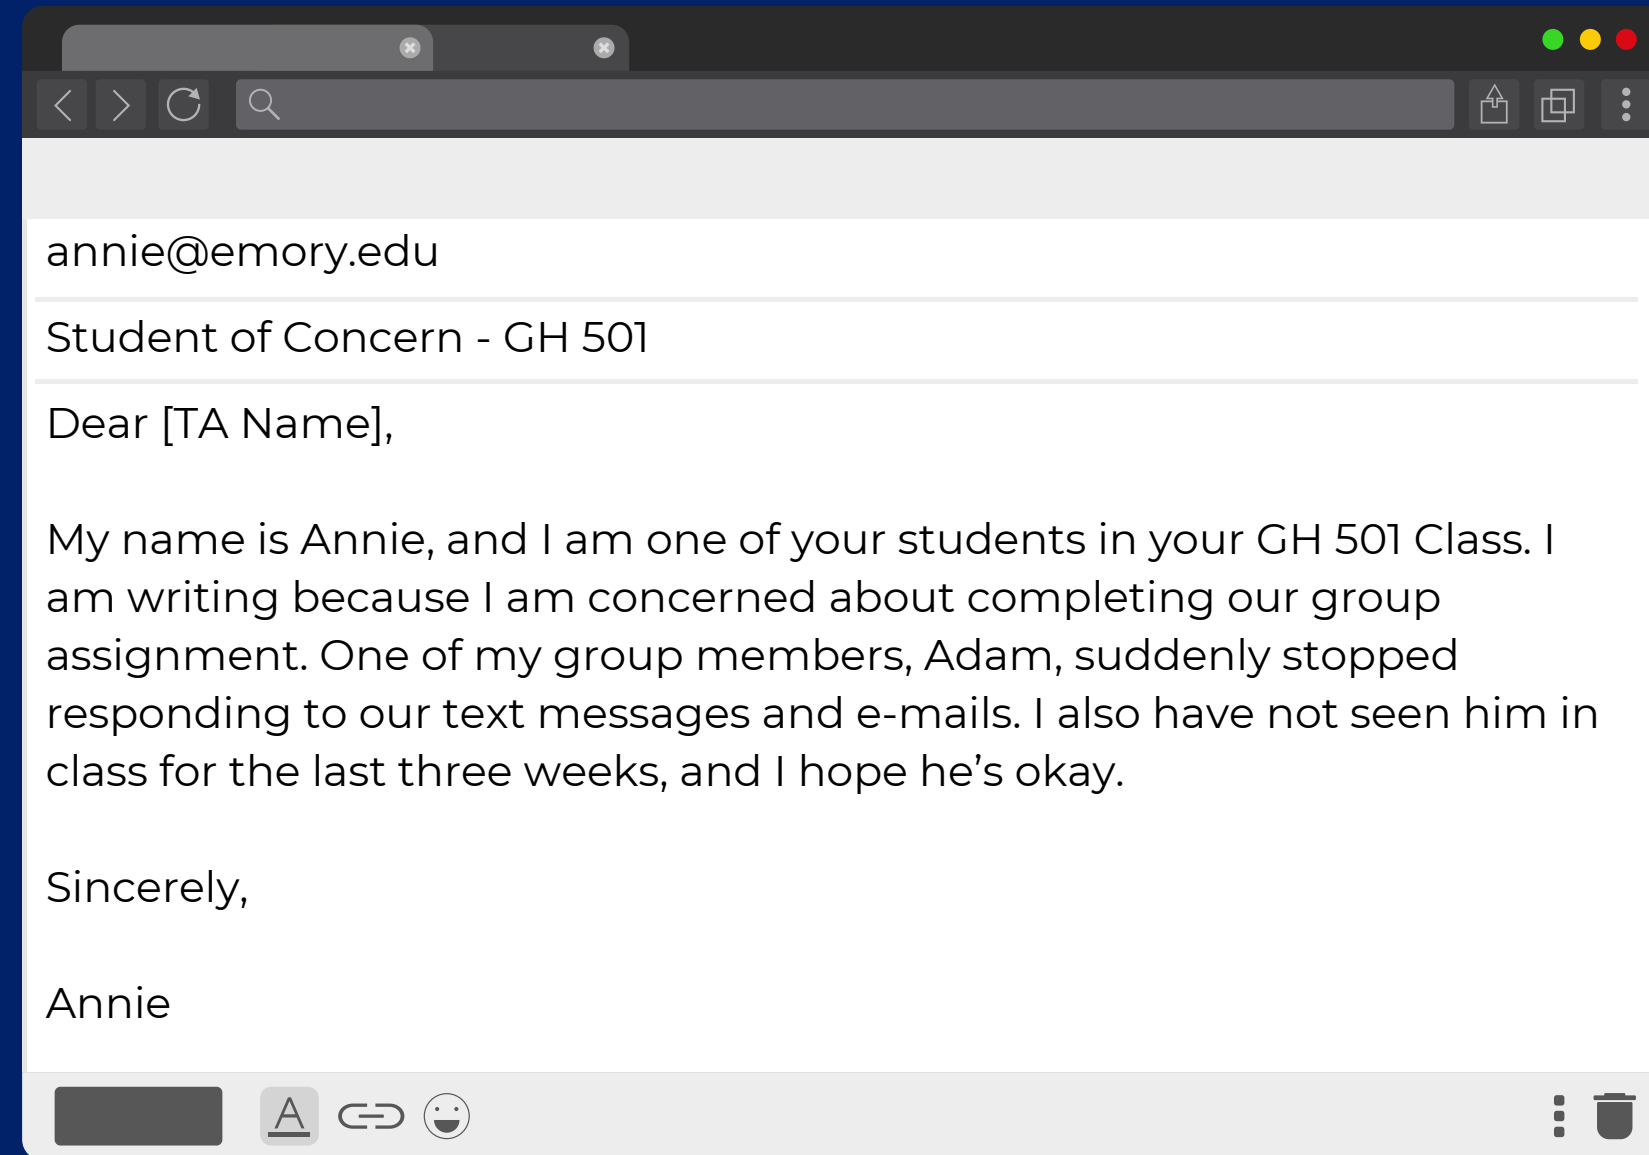 annie@emory.edu
Student of Concern - GH 501
Dear [TA Name],
My name is Annie, and I am one of your students in your GH 501 Class. I
am writing because I am concerned about completing our group
assignment. One of my group members, Adam, suddenly stopped
responding to our text messages and e-mails. I also have not seen him in
class for the last three weeks, and I hope he’s okay.
Sincerely,
Annie
A